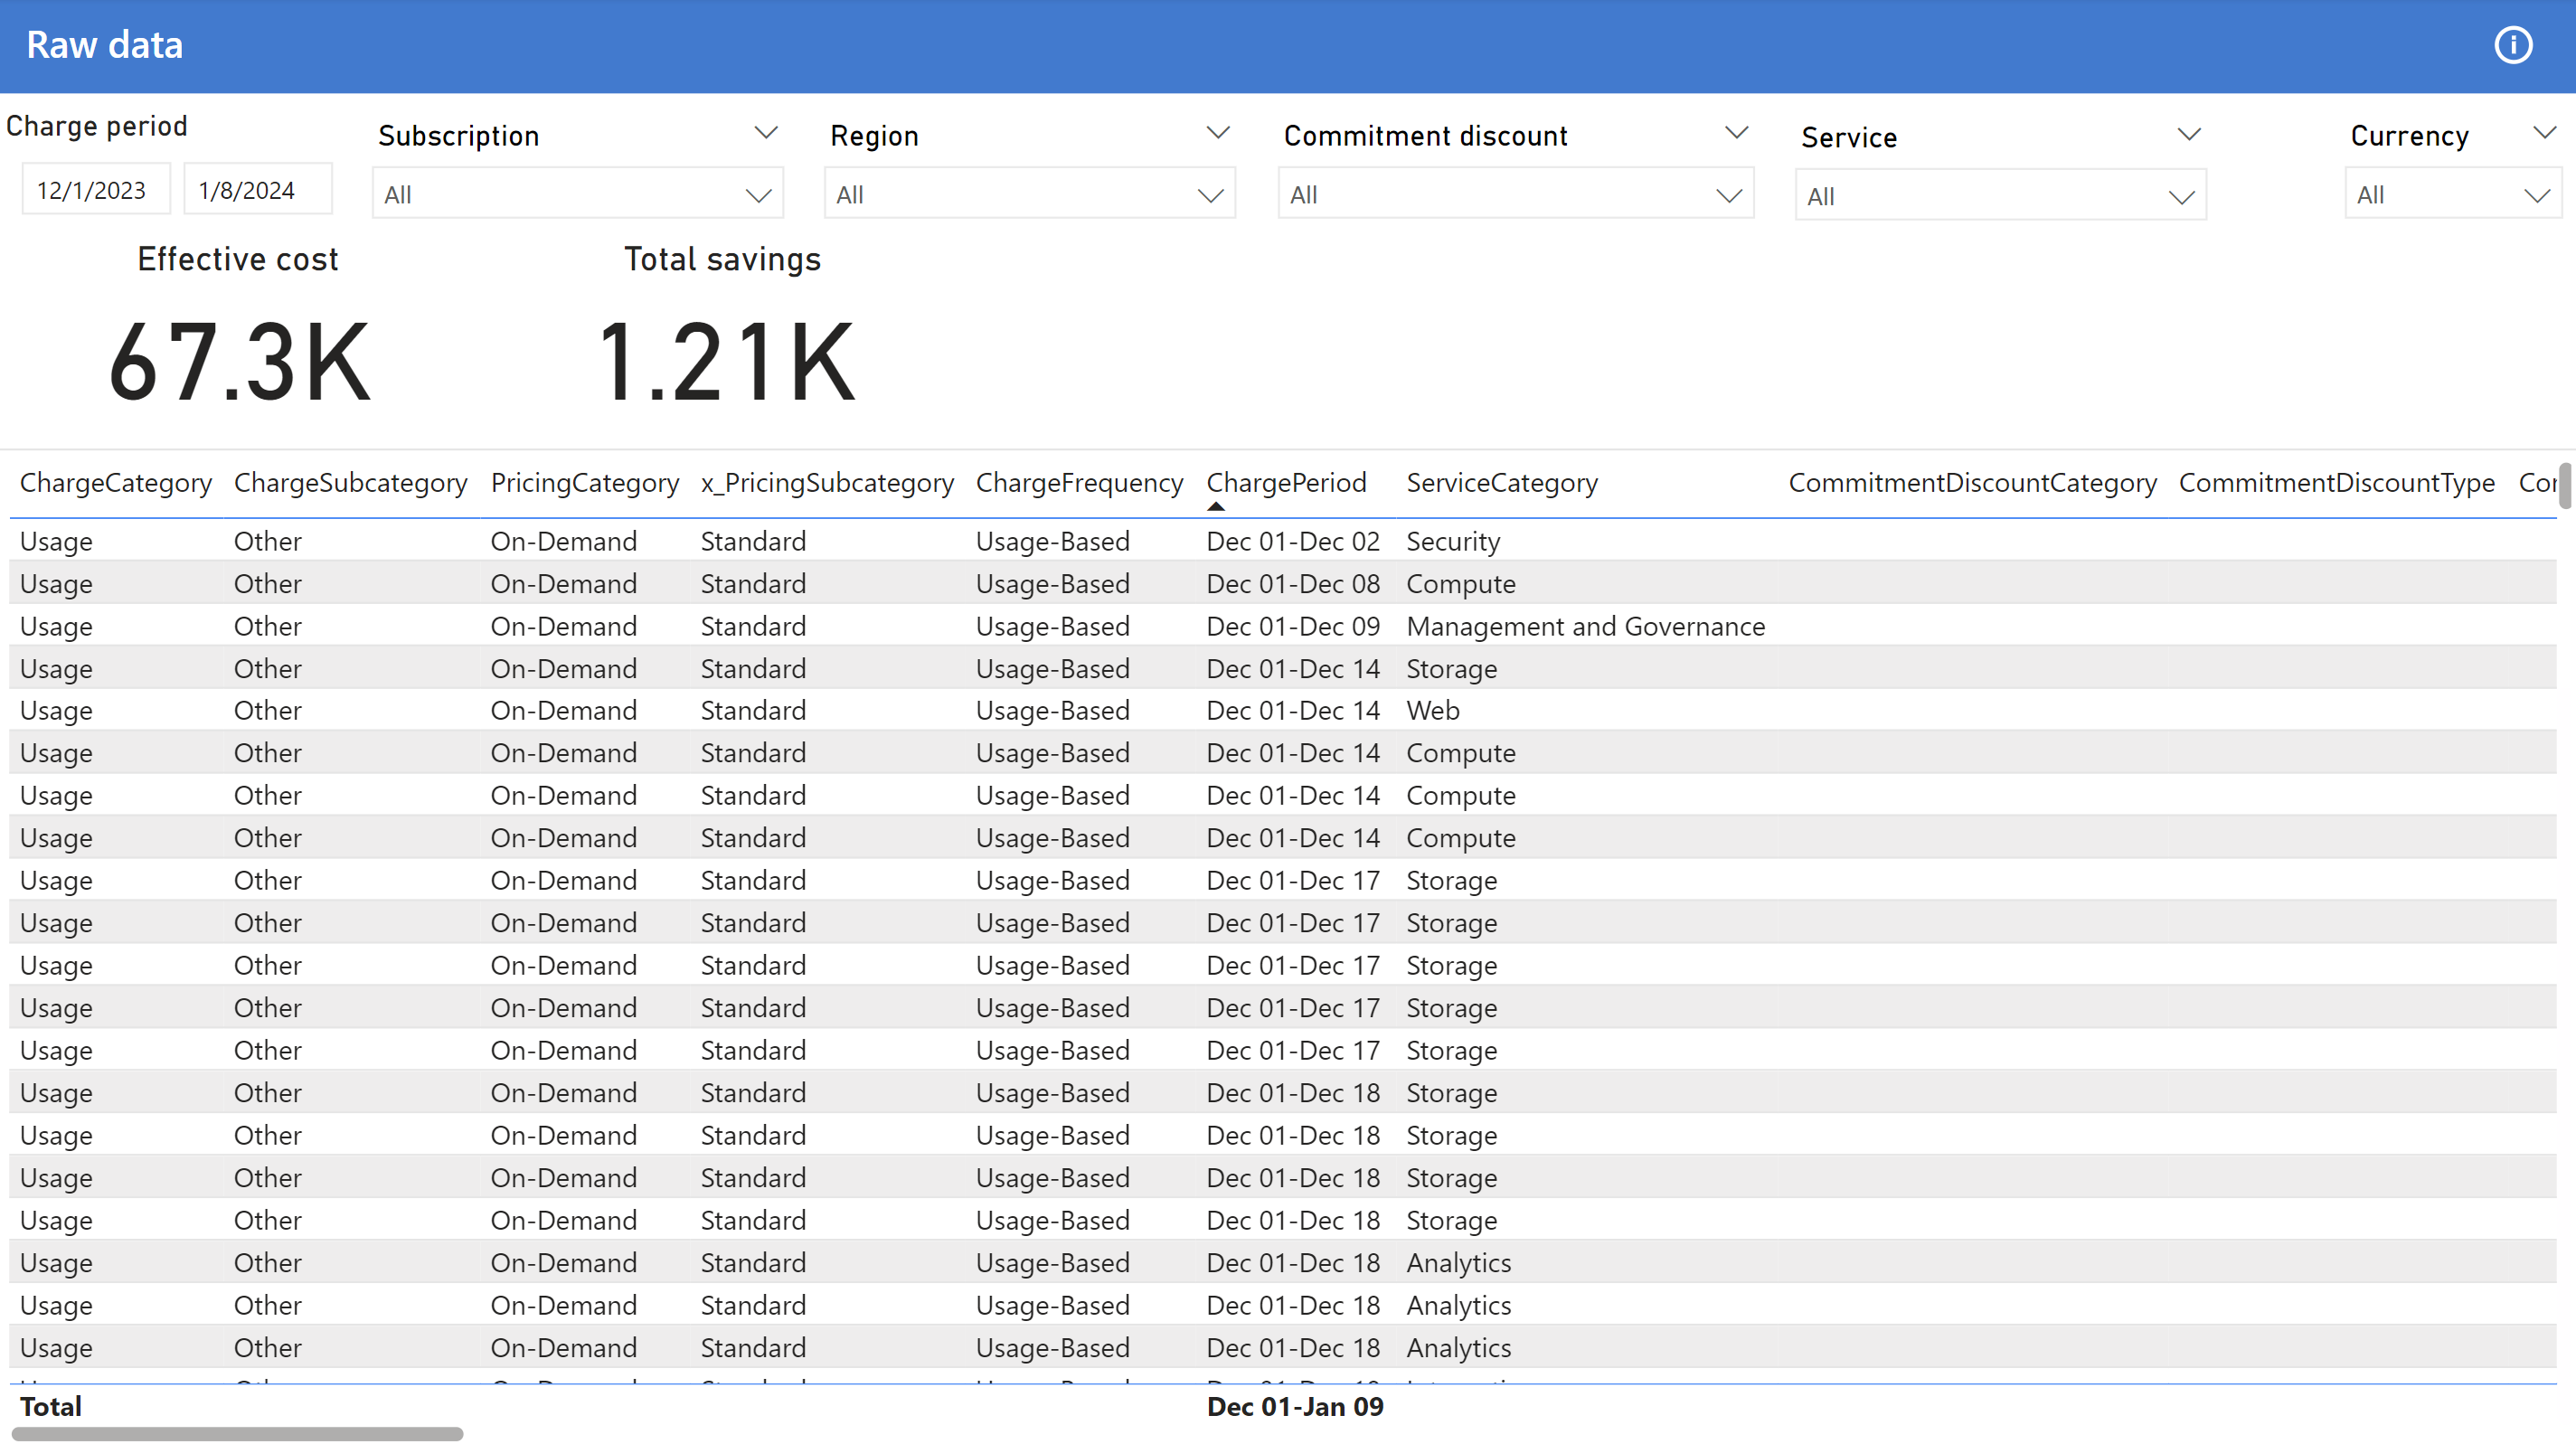 Raw data
Charge period Subscription Region Commitment discount Service Currency
12/1/2023 1/8/2024 All All All All All
Effective cost Total savings
67.3K 1.21K
ChargeCategory ChargeSubcategory PricingCategory x_PricingSubcategory ChargeFrequency ChargePeriod ServiceCategory CommitmentDiscountCategory CommitmentDiscountType
Usage Other On-Demand Standard Usage-Based Dec 01-Dec 02 Security
Usage Other On-Demand Standard Usage-Based Dec 01-Dec 08 Compute
Usage Other On-Demand Standard Usage-Based Dec 01-Dec 09 Management and Governance
Usage Other On-Demand Standard Usage-Based Dec 01-Dec 14 Storage
Usage Other On-Demand Standard Usage-Based Dec 01-Dec 14 Web
Usage Other On-Demand Standard Usage-Based Dec 01-Dec 14 Compute
Usage Other On-Demand Standard Usage-Based Dec 01-Dec 14 Compute
Usage Other On-Demand Standard Usage-Based Dec 01-Dec 14 Compute
Usage Other On-Demand Standard Usage-Based Dec 01-Dec 17 Storage
Usage Other On-Demand Standard Usage-Based Dec 01-Dec 17 Storage
Usage Other On-Demand Standard Usage-Based Dec 01-Dec 17 Storage
Usage Other On-Demand Standard Usage-Based Dec 01-Dec 17 Storage
Usage Other On-Demand Standard Usage-Based Dec 01-Dec 17 Storage
Usage Other On-Demand Standard Usage-Based Dec 01-Dec 18 Storage
Usage Other On-Demand Standard Usage-Based Dec 01-Dec 18 Storage
Usage Other On-Demand Standard Usage-Based Dec 01-Dec 18 Storage
Usage Other On-Demand Standard Usage-Based Dec 01-Dec 18 Storage
Usage Other On-Demand Standard Usage-Based Dec 01-Dec 18 Analytics
Usage Other On-Demand Standard Usage-Based Dec 01-Dec 18 Analytics
Usage Other On-Demand Standard Usage-Based Dec 01-Dec 18 Analytics
Total Dec 01-Jan 09